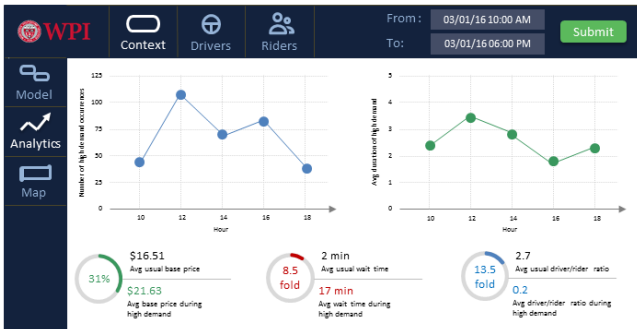 WPI
Context
Drivers
Riders
From :
03/01/16 10:00 AM
To:
03/01/16 06:00 PM
Submit
Model
Analytics
Map
Number of high demand occurrences
125
100
75
50
25
0
10 12 14 16 18
Hour
Avg duration of high demand
5
4
3
2
1
0
10 12 14 16 18
Hour
31%
$16.51
Avg usual base price
$21.63
Avg base price during
high demand
8.5
fold
2 min
Avg usual wait time
17 min
Avg wait time during
high demand
13.5
fold
2.7
Avg usual driver/rider ratio
0.2
Avg driver/rider ratio during
high demand